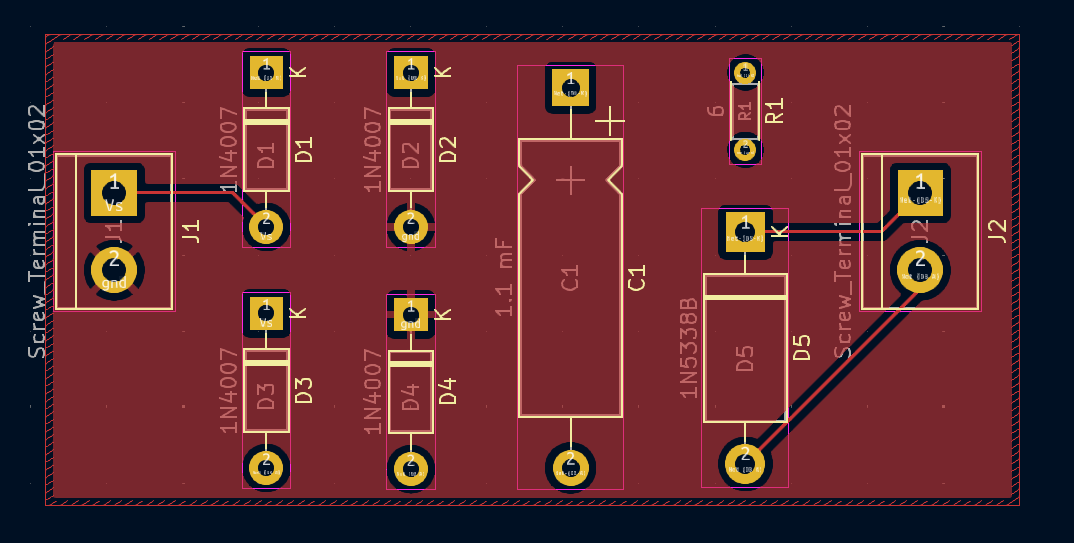 1
K
1N4007
D1
D1
2
Vs
1
K
1N4007
D2
D2
2
gnd
1
1.1 mF
C1
C1
2
1
6
R1
R1
2
Screw_Terminal_01x02
1
Vs
2
gnd
J1
J1
1
Vs
K
1N4007
D3
D3
2
1
gnd
K
1N4007
D4
D4
2
1
K
1N5338B
D5
D5
2
Screw_Terminal_01x02
1
2
J2
J2